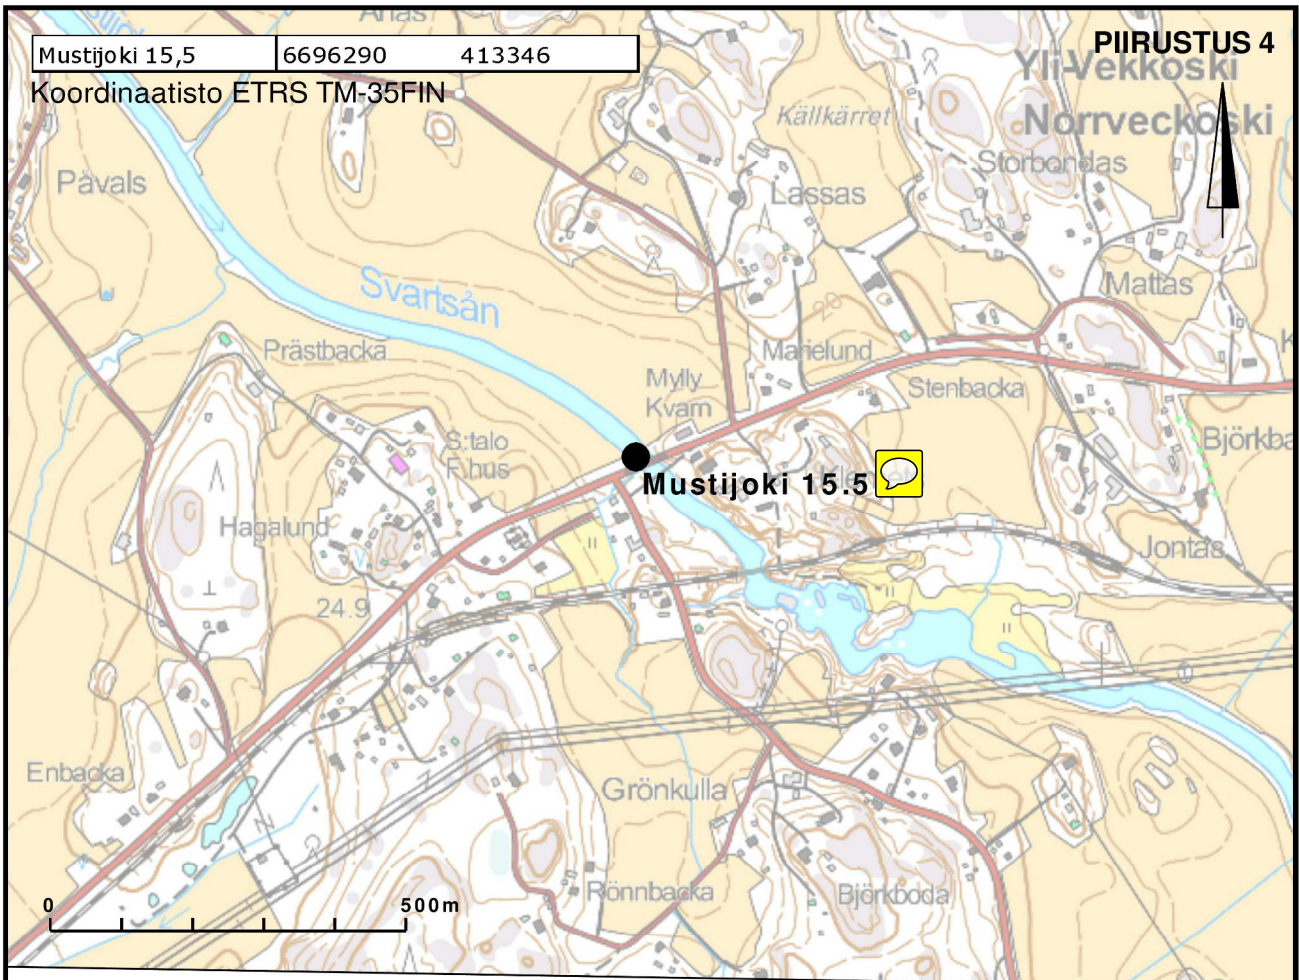 Arias
PIIRUSTUS 4
Mustijoki 15,5 6696290 413346
Koordinaatisto ETRS TM-35FIN
Yli-Vekkoski
Norrveckoski
Källkärret
Storbondas
Påvals
Lassas
Mattas
Svartsån
20
Prästbacka
Marielund
Mylly
Kvarn
Stenbacka
S:talo
F.hus
Björkba
Mustijoki 15.5
Hagalund
Jontas
24.9
Enbacka
Grönkulla
Rönnbacka
Björkboda
0 500m